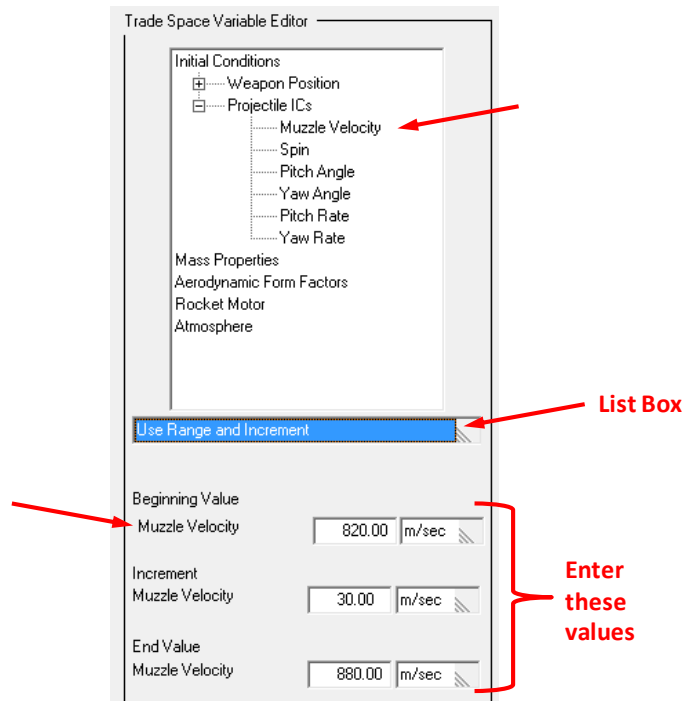 Trade Space Variable Editor
Initial Conditions
Weapon Position
Projectile ICs
Muzzle Velocity
Spin
Pitch Angle
Yaw Angle
Pitch Rate
Yaw Rate
Mass Properties
Aerodynamic Form Factors
Rocket Motor
Atmosphere
List Box
Use Range and Increment
Beginning Value
Muzzle Velocity 820.00 m/sec
Increment
Muzzle Velocity 30.00 m/sec
End Value
Muzzle Velocity 880.00 m/sec
Enter
these
values